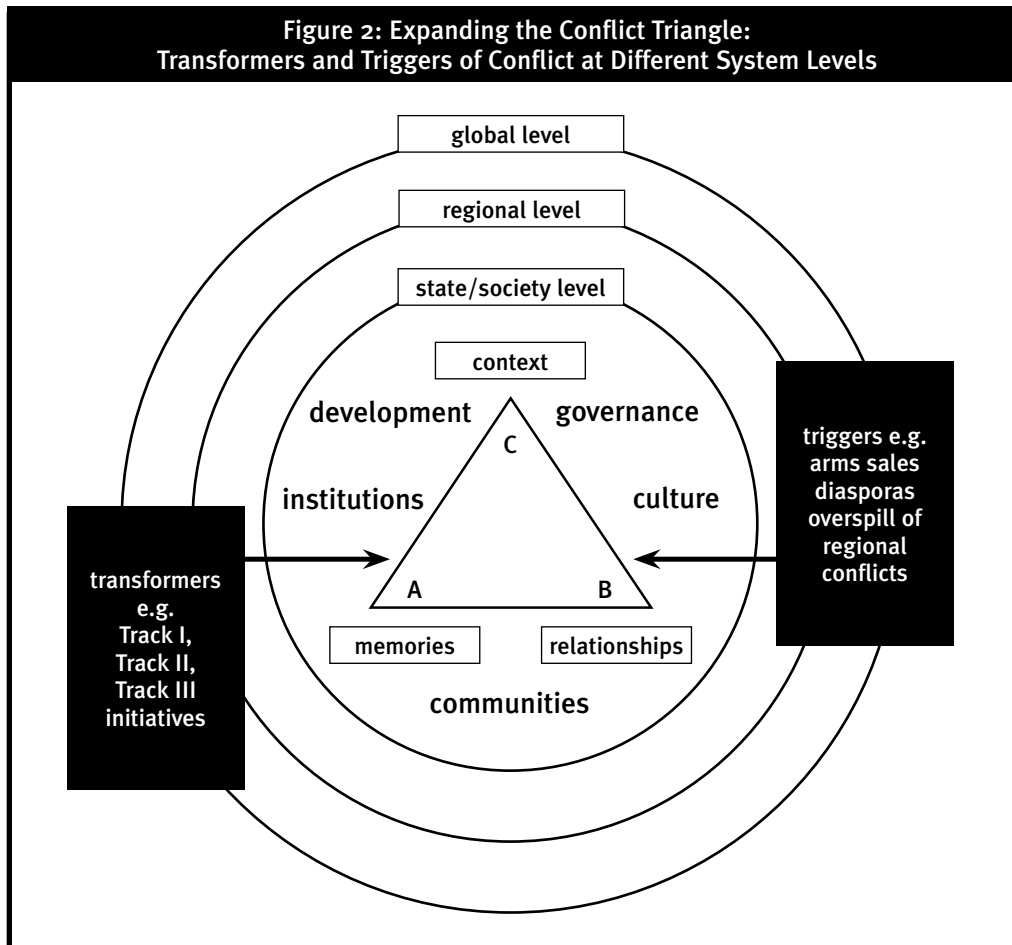 Figure 2: Expanding the Conflict Triangle:
Transformers and Triggers of Conflict at Different System Levels
global level
regional level
state/society level
context
development
governance
C
institutions
culture
A
B
memories
relationships
communities
transformers
e.g.
Track I,
Track II,
Track III
initiatives
triggers e.g.
arms sales
diasporas
overspill of
regional
conflicts